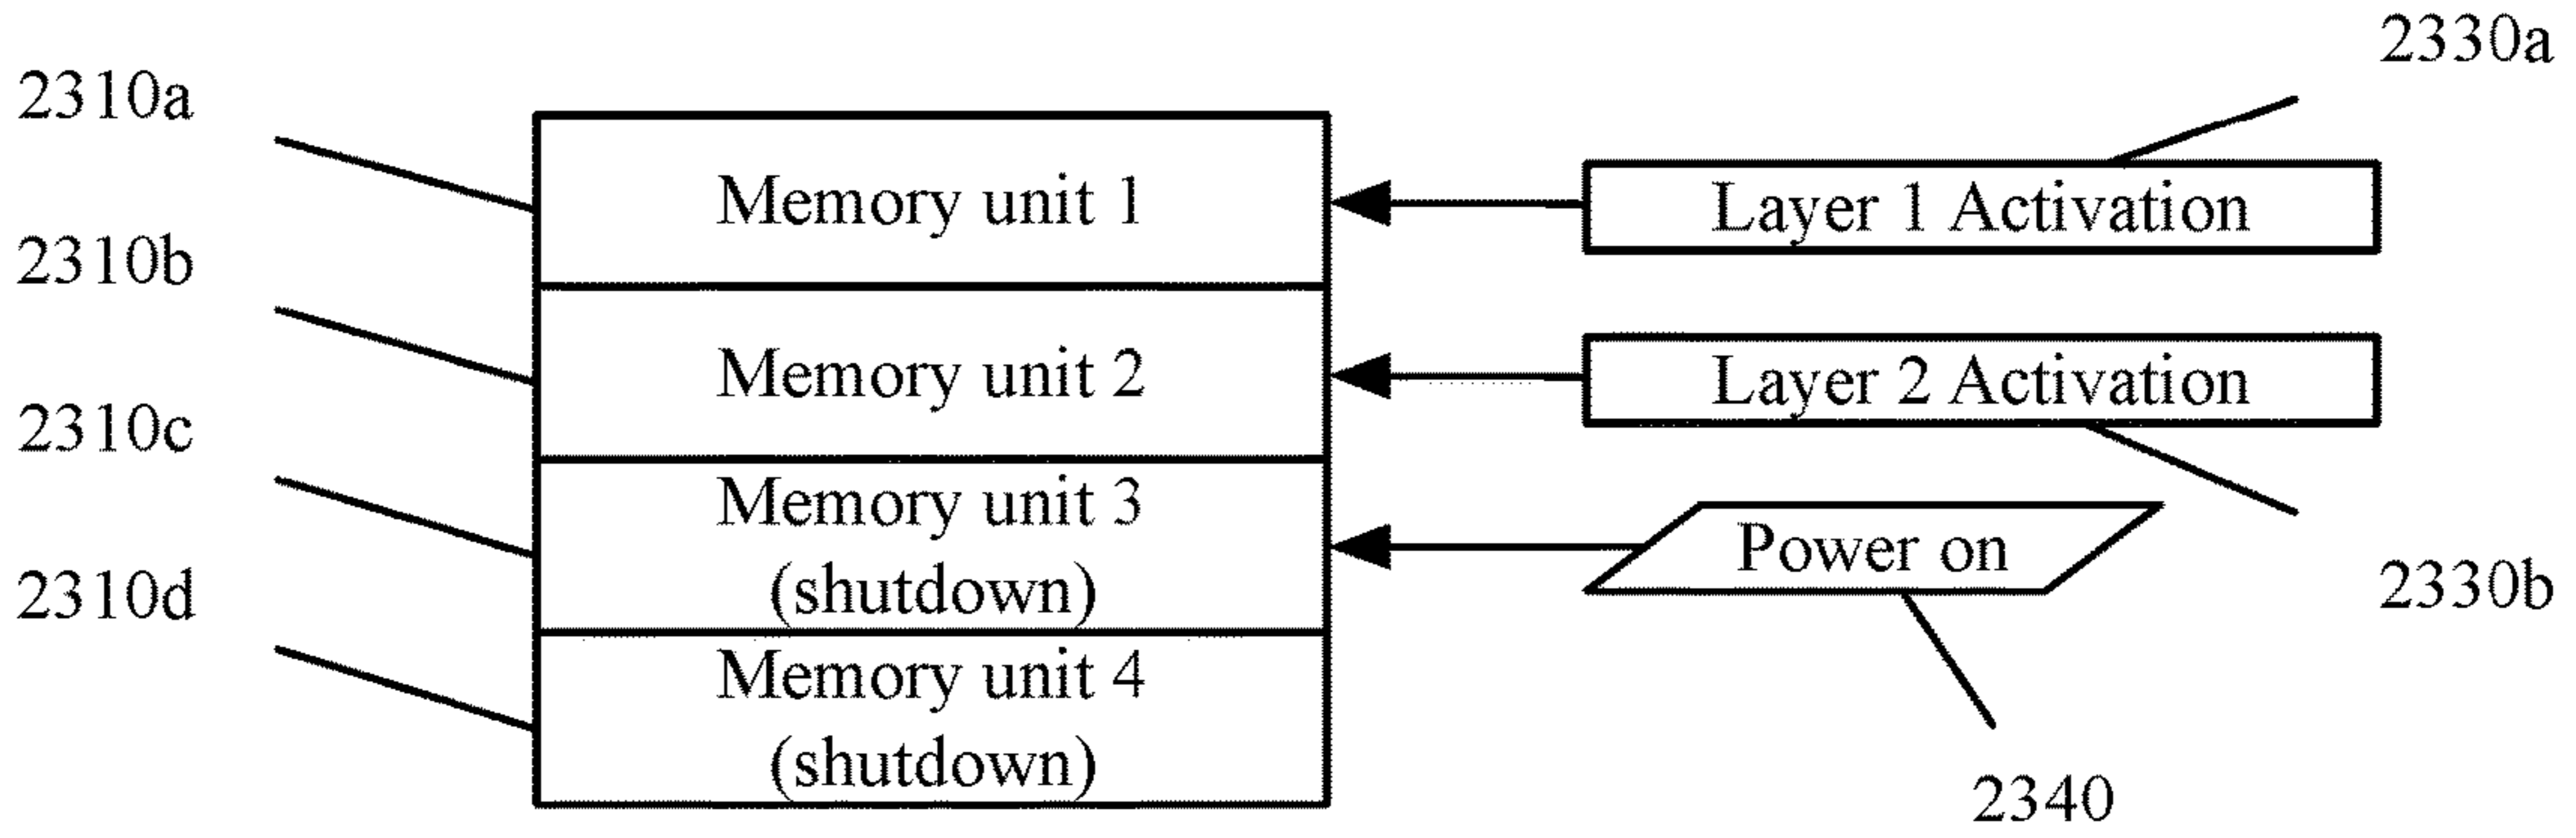 2330a
2310a
Memory unit 1
Layer 1 Activation
2310b
Memory unit 2
Layer 2 Activation
2310c
Memory unit 3
(shutdown)
Power on
2310d
2330b
Memory unit 4
(shutdown)
2340